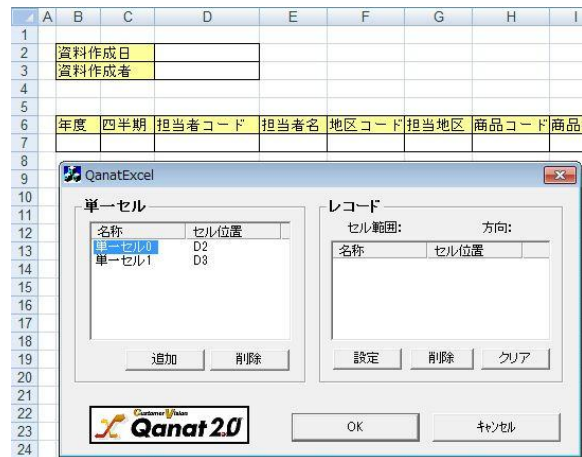 A B C D E F G H I
1
2 資料作成日
3 資料作成者
4
5
6 年度 四半期 担当者コード 担当者名 地区コード 担当地区 商品コード 商品
7
8
9 QanatExcel
10
11 単一セル レコード
12 セル範囲: 方向:
名称 セル位置 名称 セル位置
13 単一セル0 D2
14 単一セル1 D3
15
16
17
18
19 追加 削除 設定 削除 クリア
20
21
22 Customer Vision
23 Qanat 2.0 OK キャンセル
24